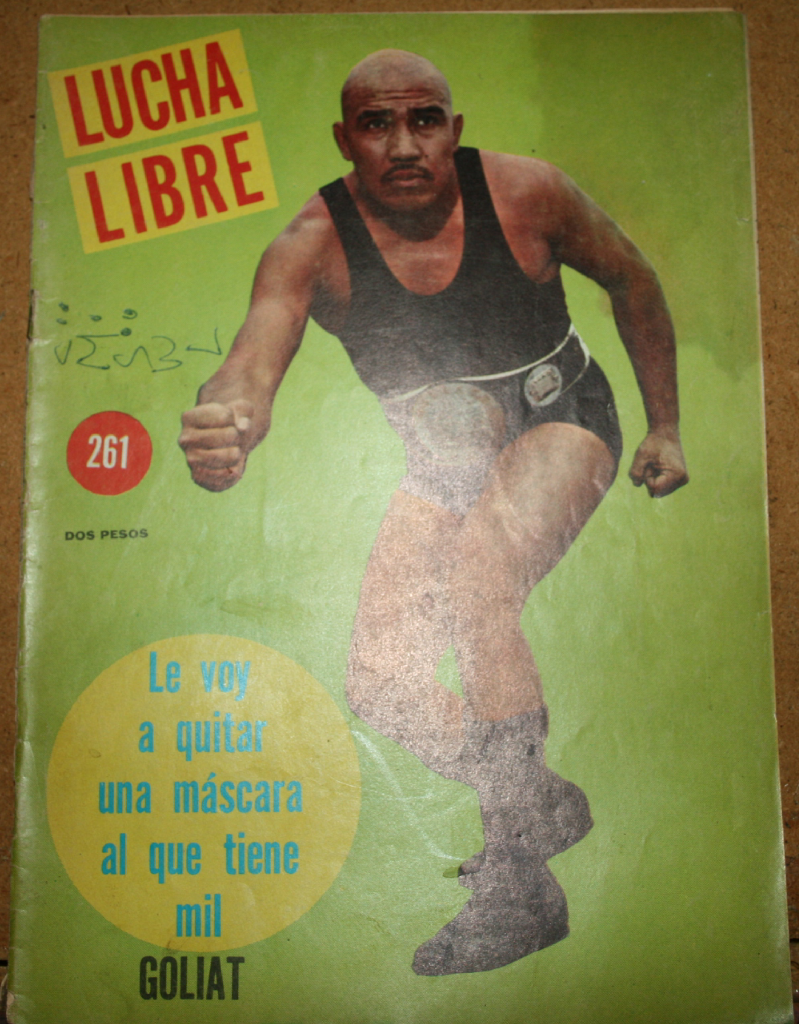 LUCHA
LIBRE
261
DOS PESOS
Le voy
a quitar
una máscara
al que tiene
mil
GOLIAT